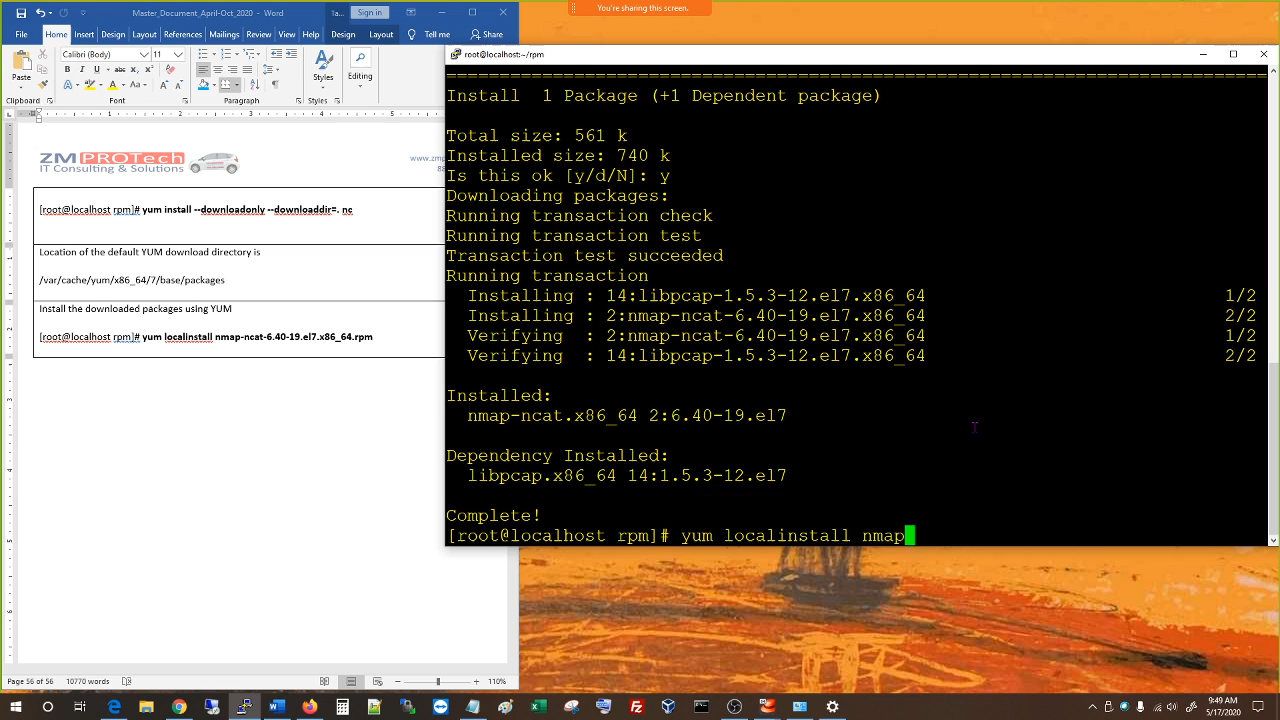 Master_Document_April-Oct_2020 - Word
Ta...
Sign in
You're sharing this screen.
File Home Insert Design Layout References Mailings Review View Help Design Layout Tell me Share
Calibri (Body) 11
Paste
Styles
Editing
Clipboard Font Paragraph Styles
root@localhost:~/rpm
ZM PROTech
IT Consulting & Solutions
[root@localhost rpm]# yum install --downloadonly --downloaddir=. nc
Location of the default YUM download directory is
/var/cache/yum/x86_64/7/base/packages
Install the downloaded packages using YUM
[root@localhost rpm]# yum localinstall nmap-ncat-6.40-19.el7.x86_64.rpm
Install  1 Package (+1 Dependent package)
Total size: 561 k
Installed size: 740 k
Is this ok [y/d/N]: y
Downloading packages:
Running transaction check
Running transaction test
Transaction test succeeded
Running transaction
Installing : 14:libpcap-1.5.3-12.el7.x86_64 1/2
Installing : 2:nmap-ncat-6.40-19.el7.x86_64 2/2
Verifying  : 2:nmap-ncat-6.40-19.el7.x86_64 1/2
Verifying  : 14:libpcap-1.5.3-12.el7.x86_64 2/2
Installed:
nmap-ncat.x86_64 2:6.40-19.el7
Dependency Installed:
libpcap.x86_64 14:1.5.3-12.el7
Complete!
[root@localhost rpm]# yum localinstall nmap
Page 56 of 56 10770 words 110%
9:49 AM
5/17/2020